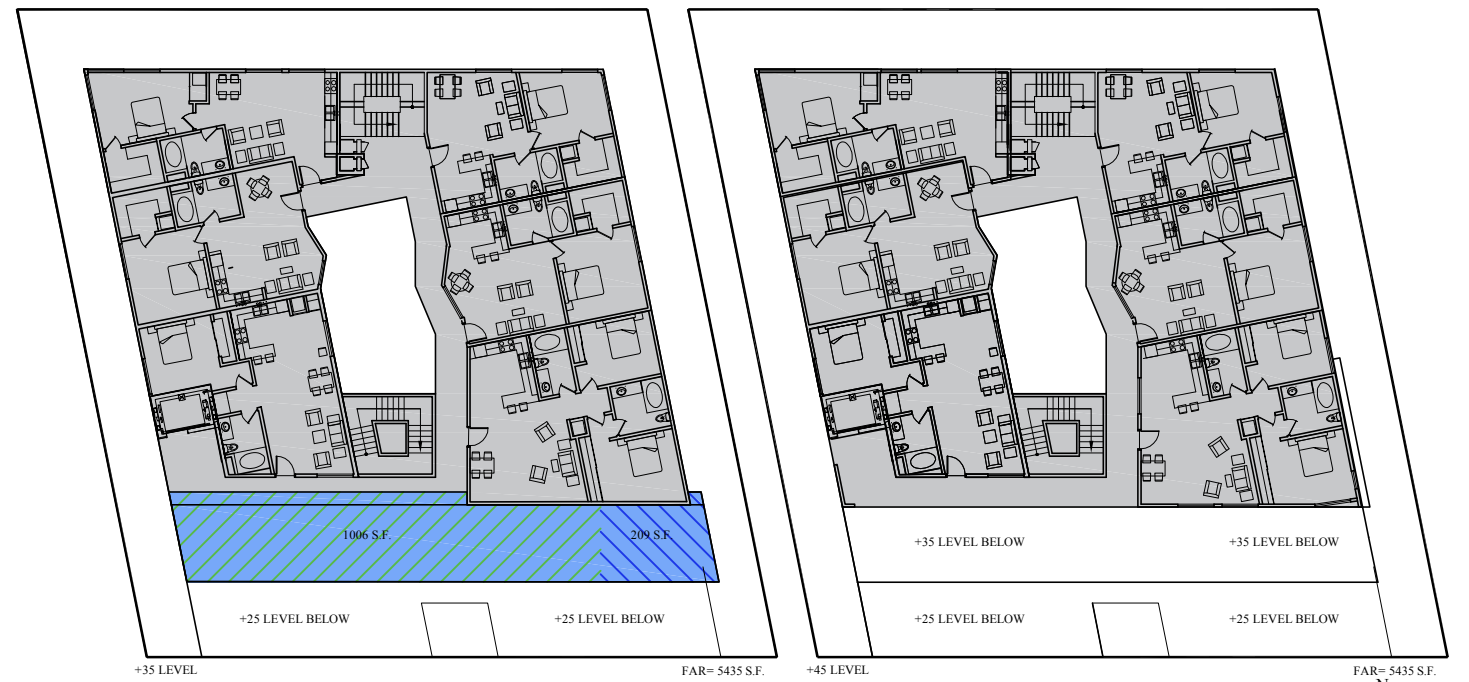 1006 S.F.
209 S.F.
+25 LEVEL BELOW
+25 LEVEL BELOW
+35 LEVEL
FAR= 5435 S.F.
+35 LEVEL BELOW
+35 LEVEL BELOW
+25 LEVEL BELOW
+25 LEVEL BELOW
+45 LEVEL
FAR= 5435 S.F.
N